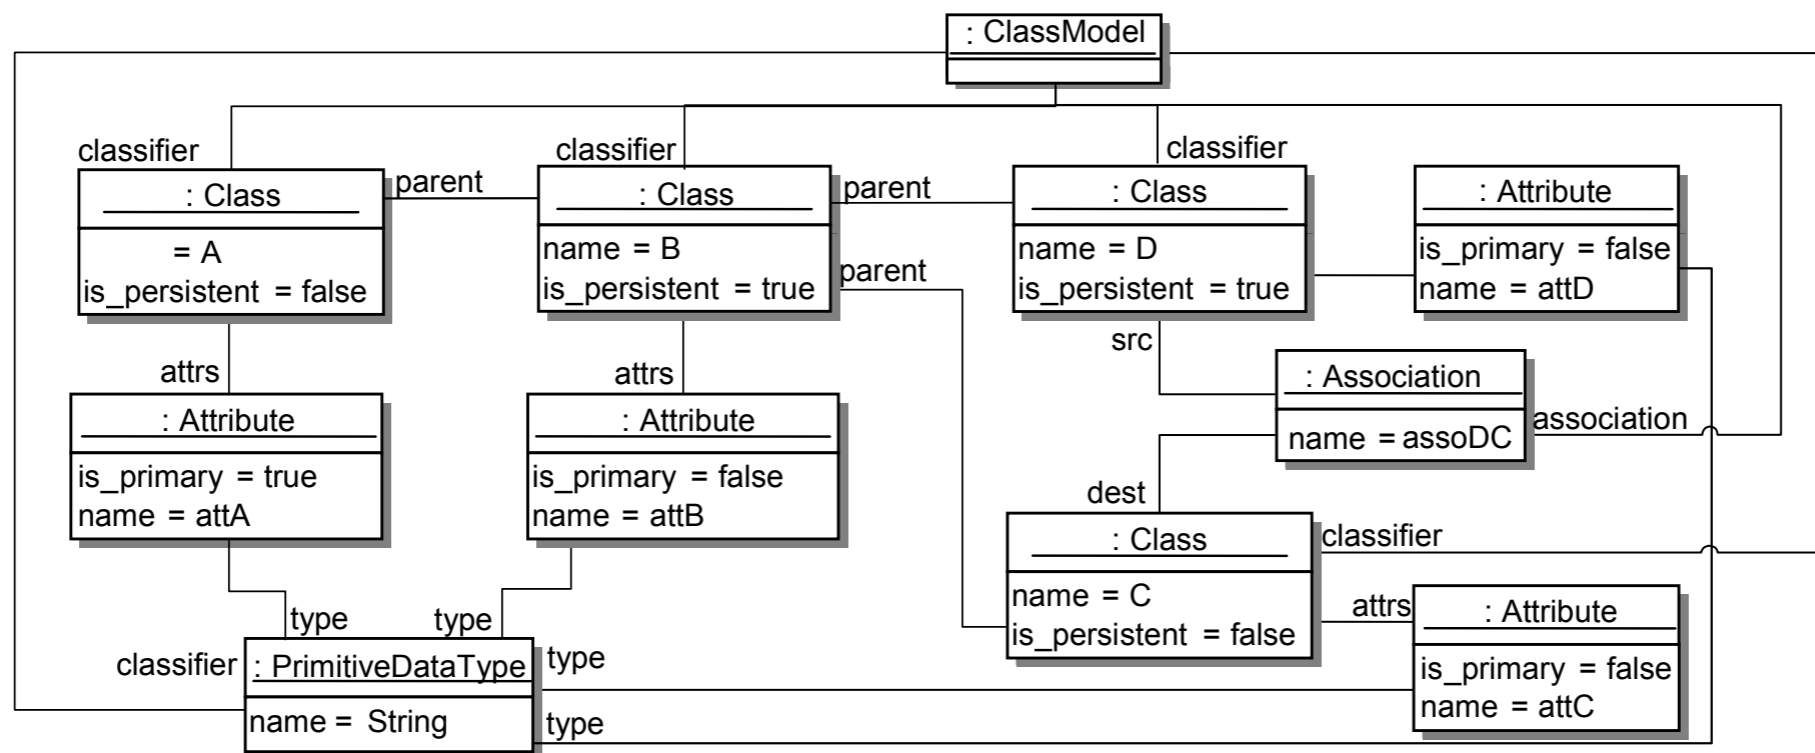 : ClassModel
classifier
classifier
classifier
: Class
= A
is_persistent = false
parent
: Class
name = B
is_persistent = true
parent
parent
: Class
name = D
is_persistent = true
: Attribute
is_primary = false
name = attD
attrs
attrs
src
: Association
name = assoDC
association
: Attribute
is_primary = true
name = attA
: Attribute
is_primary = false
name = attB
dest
: Class
name = C
is_persistent = false
classifier
attrs
: Attribute
is_primary = false
name = attC
type
type
classifier
: PrimitiveDataType
name = String
type
type